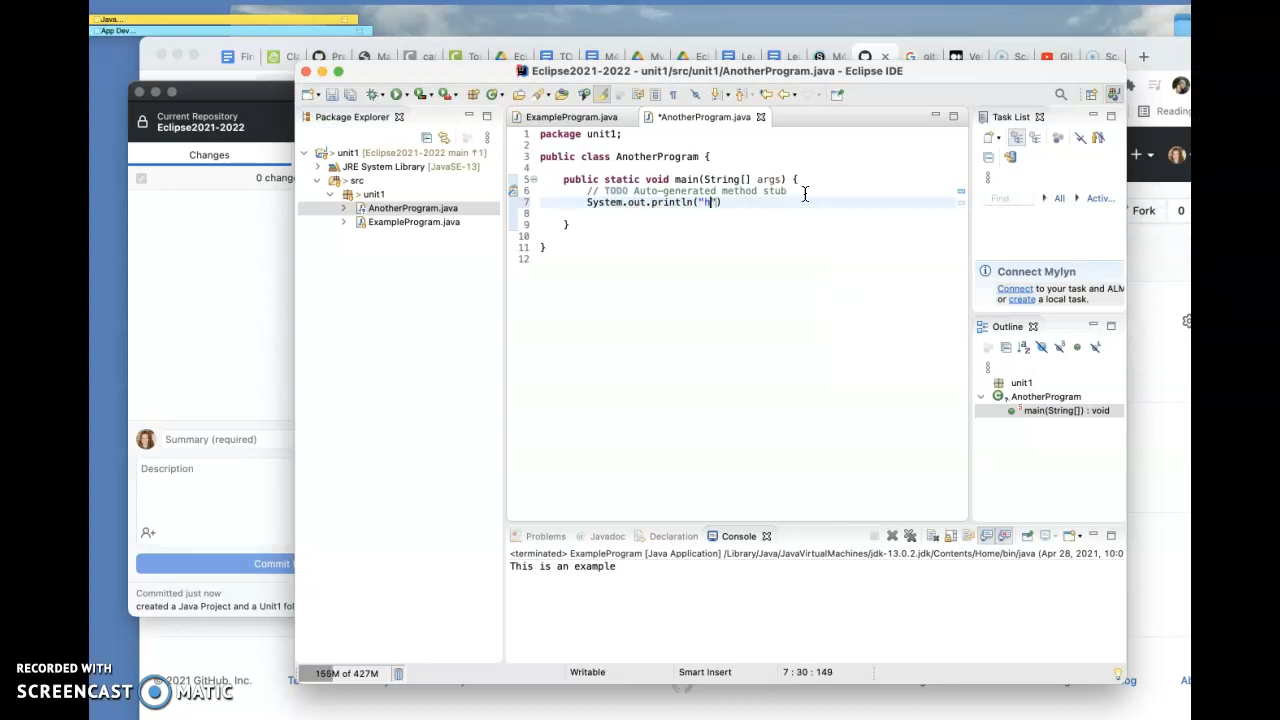 Java...
App Dev...
Eclipse2021-2022 - unit1/src/unit1/AnotherProgram.java - Eclipse IDE
Current Repository
Eclipse2021-2022
Changes
0 chang
Summary (required)
Description
Commit t
Committed just now
created a Java Project and a Unit1 fol
Package Explorer
> unit1 [Eclipse2021-2022 main ↑1]
JRE System Library [JavaSE-13]
> src
> unit1
AnotherProgram.java
ExampleProgram.java
ExampleProgram.java
*AnotherProgram.java
1 package unit1;
2
3 public class AnotherProgram {
4
5 public static void main(String[] args) {
6 // TODO Auto-generated method stub
7 System.out.println("h")
8
9 }
10
11 }
12
Task List
Find
All
Activ...
Connect Mylyn
Connect to your task and ALM
or create a local task.
Outline
unit1
AnotherProgram
main(String[]) : void
Reading
Fork 0
Problems
Javadoc
Declaration
Console
<terminated> ExampleProgram [Java Application] /Library/Java/JavaVirtualMachines/jdk-13.0.2.jdk/Contents/Home/bin/java (Apr 28, 2021, 10:0
This is an example
155M of 427M
Writable
Smart Insert
7 : 30 : 149
© 2021 GitHub, Inc.
RECORDED WITH
SCREENCAST MATIC